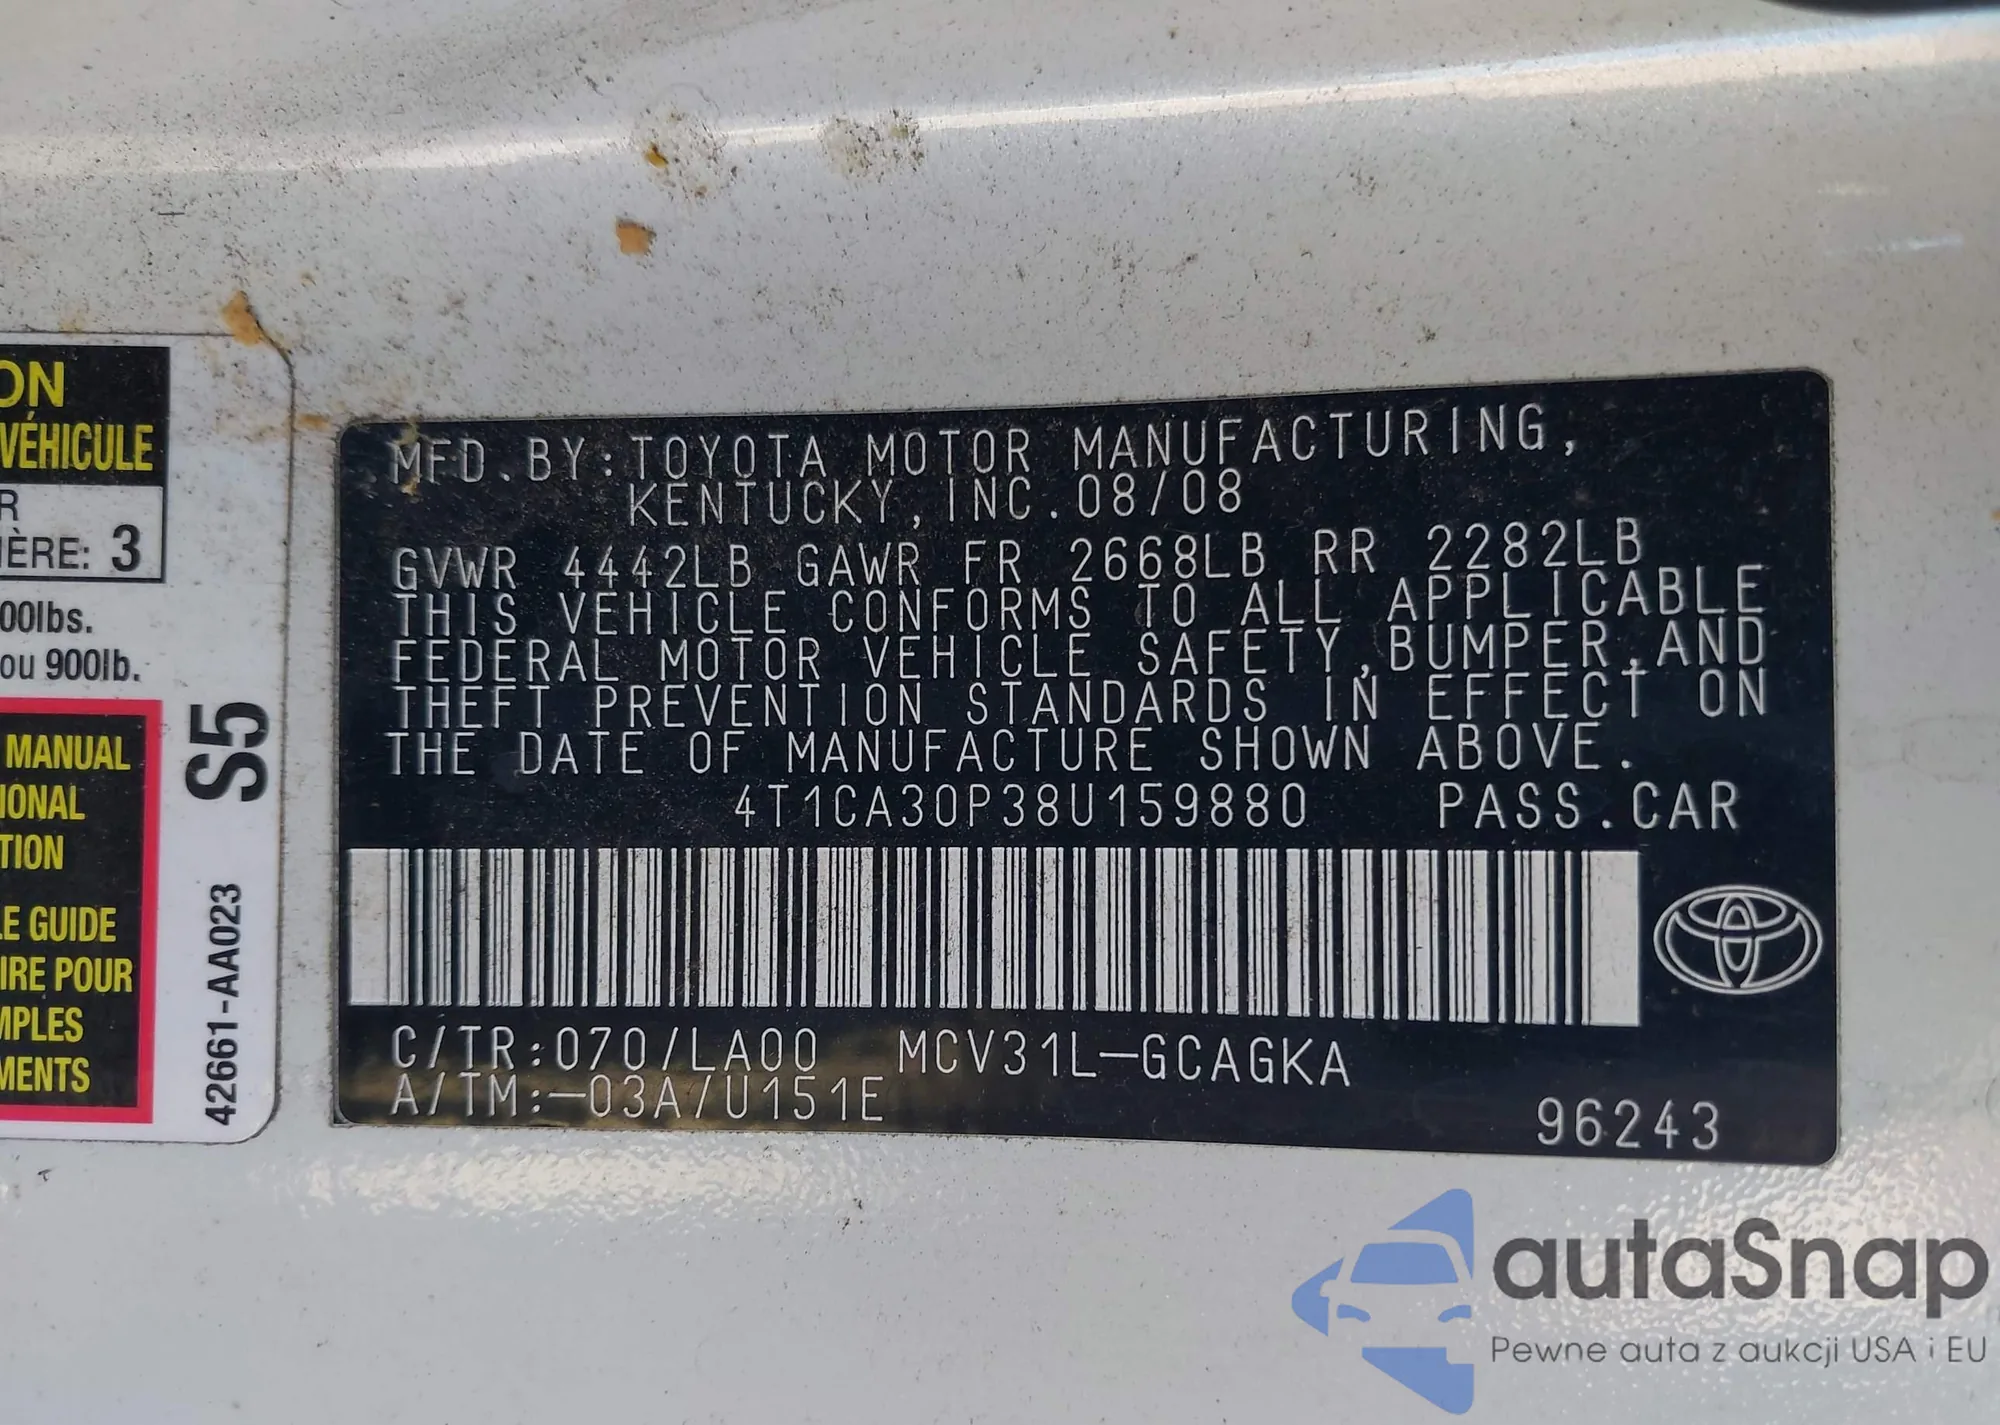 ON
VÉHICULE
R
IÈRE: 3
00lbs.
ou 900lb.
MANUAL
IONAL
TION
LE GUIDE
IRE POUR
MPLES
MENTS
S5
42661-AA023
MFD.BY:TOYOTA MOTOR MANUFACTURING,
KENTUCKY,INC.08/08
GVWR 4442LB GAWR FR 2668LB RR 2282LB
THIS VEHICLE CONFORMS TO ALL APPLICABLE
FEDERAL MOTOR VEHICLE SAFETY,BUMPER,AND
THEFT PREVENTION STANDARDS IN EFFECT ON
THE DATE OF MANUFACTURE SHOWN ABOVE.
4T1CA30P38U159880 PASS.CAR
C/TR:070/LA00 MCV31L-GCAGKA
A/TM:-03A/U151E
96243
autaSnap
Pewne auta z aukcji USA i EU